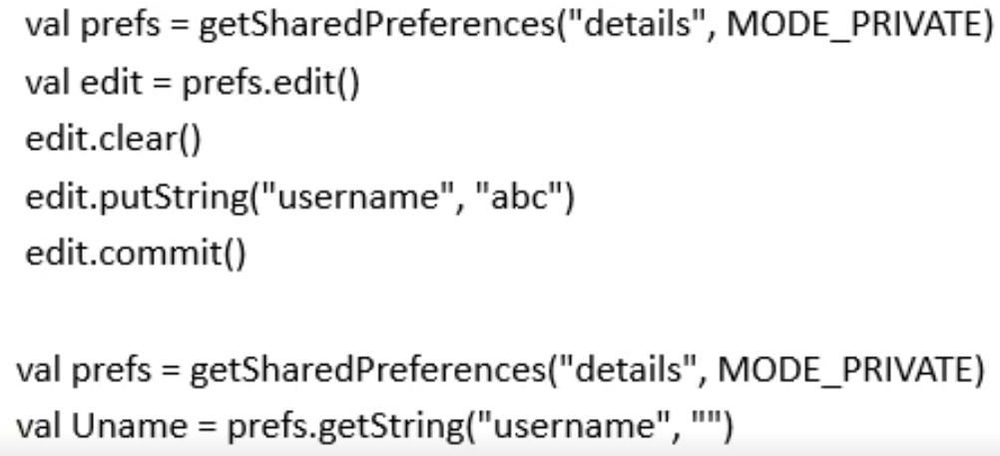 val prefs = getSharedPreferences("details", MODE_PRIVATE)
val edit = prefs.edit()
edit.clear()
edit.putString("username", "abc")
edit.commit()
val prefs = getSharedPreferences("details", MODE_PRIVATE)
val Uname = prefs.getString("username", "")